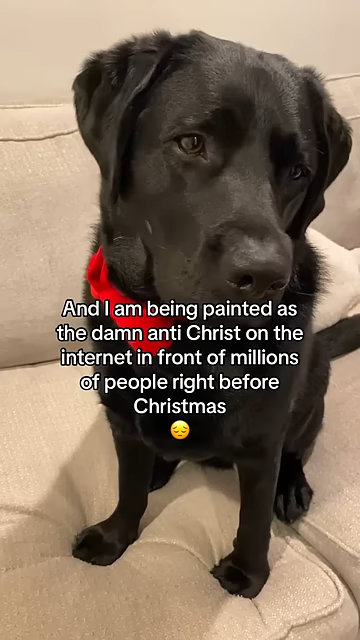 And I am being painted as
the damn anti Christ on the
internet in front of millions
of people right before
Christmas
😔